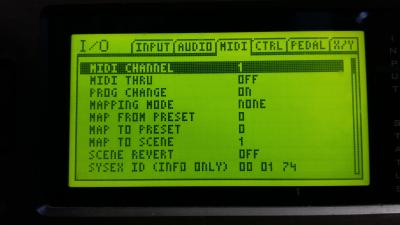 I/O INPUT AUDIO MIDI CTRL PEDAL X/Y
MIDI CHANNEL 1
MIDI THRU OFF
PROG CHANGE ON
MAPPING MODE NONE
MAP FROM PRESET 0
MAP TO PRESET 0
MAP TO SCENE 1
SCENE REVERT OFF
SYSEX ID (INFO ONLY) 00 01 74
INPUT